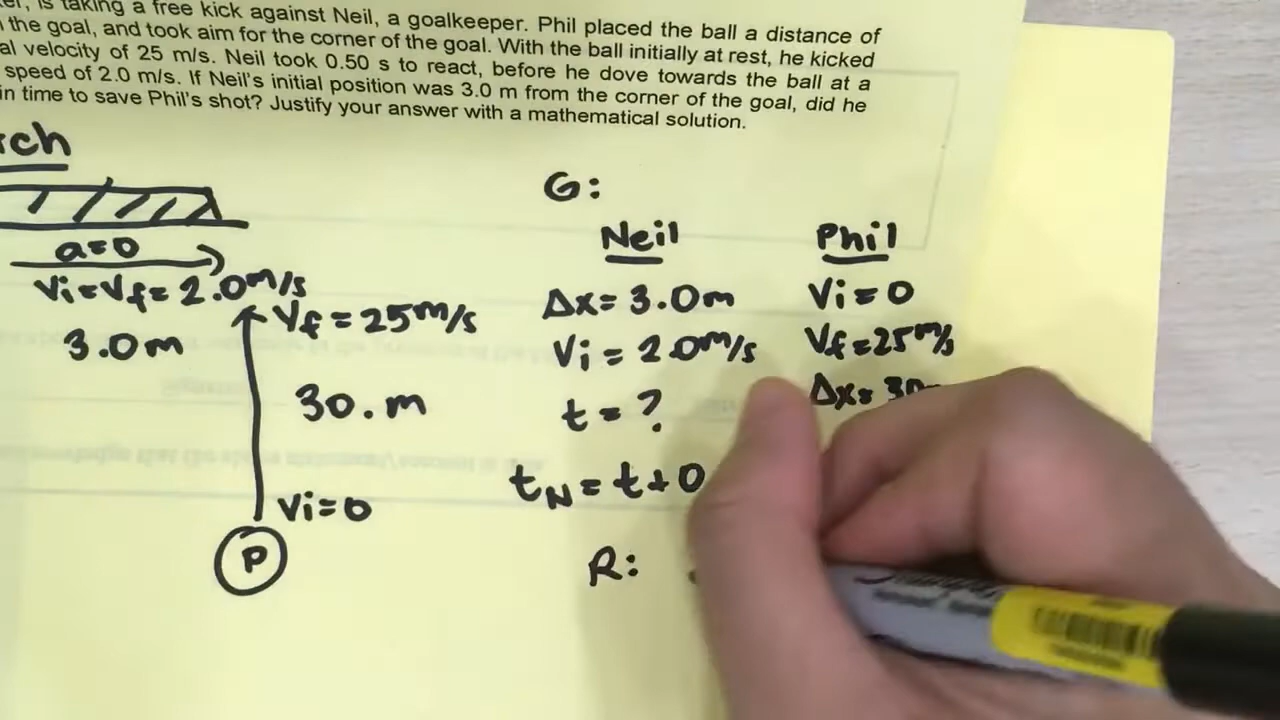 is taking a free kick against Neil, a goalkeeper. Phil placed the ball a distance of
the goal, and took aim for the corner of the goal. With the ball initially at rest, he kicked
velocity of 25 m/s. Neil took 0.50 s to react, before he dove towards the ball at a
speed of 2.0 m/s. If Neil's initial position was 3.0 m from the corner of the goal, did he
in time to save Phil's shot? Justify your answer with a mathematical solution.
G:
Neil Phil
a=0
Vi=Vf=2.0m/s
Δx=3.0m Vi=0
Vf=25m/s
3.0m
Vi=2.0m/s Vf=25m/s
30.m
t=? Δx=30
tN=t+0
Vi=0
P
R: